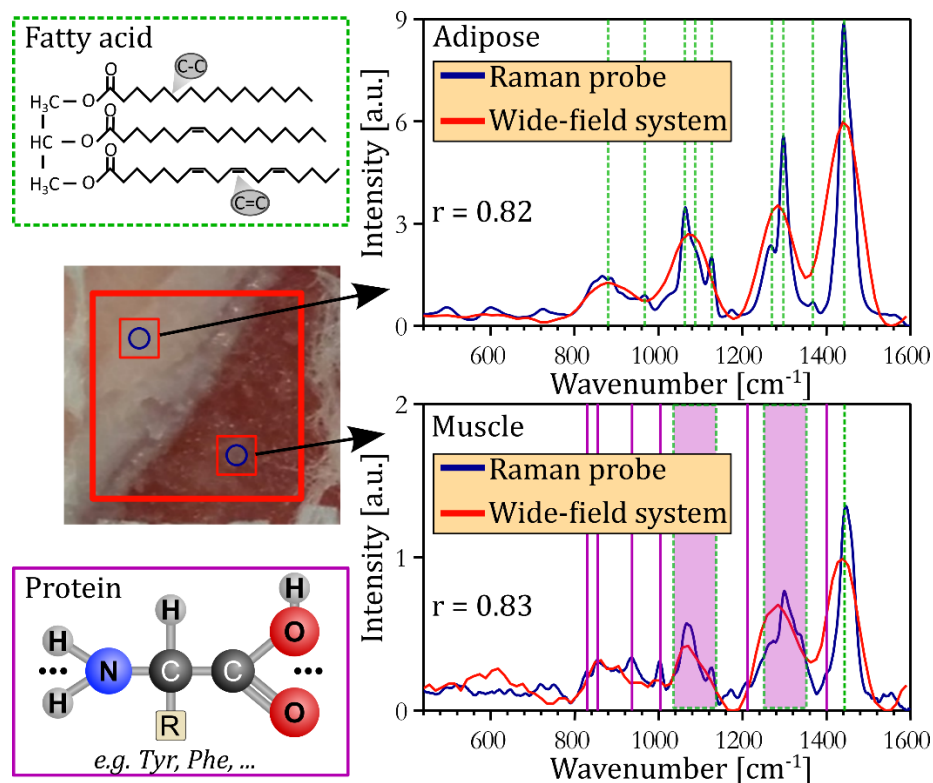 Fatty acid
C-C
O
H₃C – O
O
HC – O
O
H₃C – O
C=C
Adipose
Raman probe
Wide-field system
r = 0.82
Intensity [a.u.]
9
6
3
0
600 800 1000 1200 1400 1600
Wavenumber [cm⁻¹]
Muscle
Raman probe
Wide-field system
r = 0.83
Intensity [a.u.]
2
1
0
600 800 1000 1200 1400 1600
Wavenumber [cm⁻¹]
Protein
H H H
O
N C C
H O
R
e.g. Tyr, Phe, ...